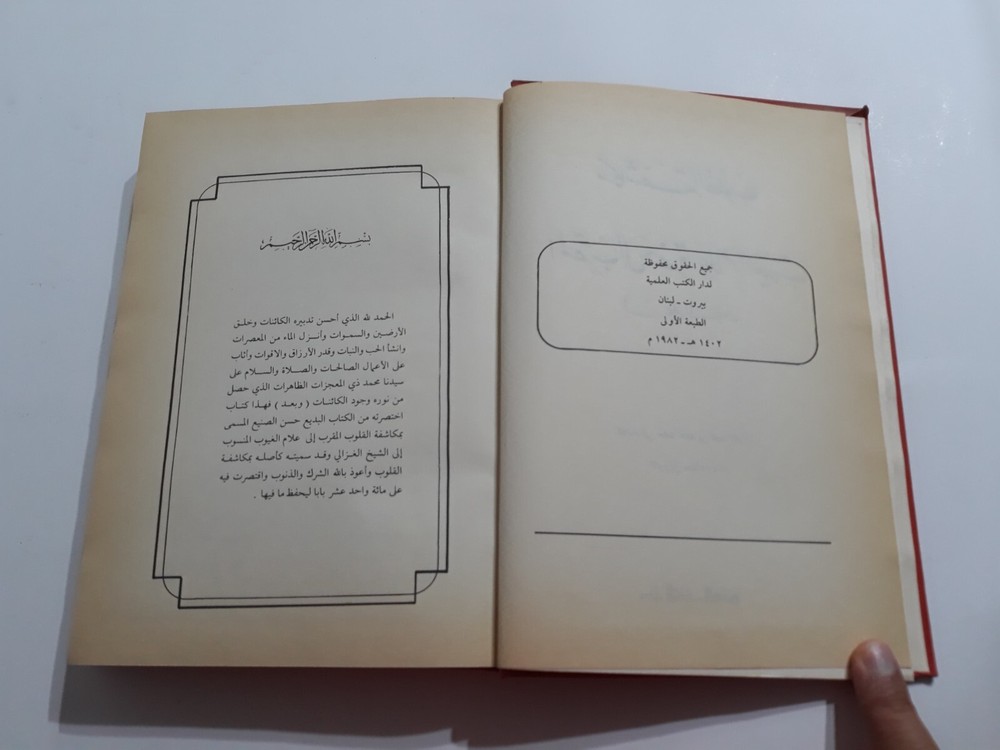 جميع الحقوق محفوظة
لدار الكتب العلمية
بيروت ـ لبنان
الطبعة الأولى
١٤٠٢ هـ ـ ١٩٨٢ م
بسم الله الرحمن الرحيم
الحمد لله الذي أحسن تدبيره الكائنات وخلق
الأرضين والسموات وأنزل الماء من المعصرات
وانشأ الحب والنبات وقدر الأرزاق والاقوات وأثاب
على الأعمال الصالحات والصلاة والسلام على
سيدنا محمد ذي المعجزات الظاهرات الذي حصل
من نوره وجود الكائنات ( وبعد ) فهذا كتاب
اختصرته من الكتاب البديع حسن الصنيع المسمى
بمكاشفة القلوب المقرب إلى علام الغيوب المنسوب
إلى الشيخ الغزالي وقد سميته كأصله بمكاشفة
القلوب وأعوذ بالله الشرك والذنوب واقتصرت فيه
على مائة واحد عشر بابا ليحفظ ما فيها .